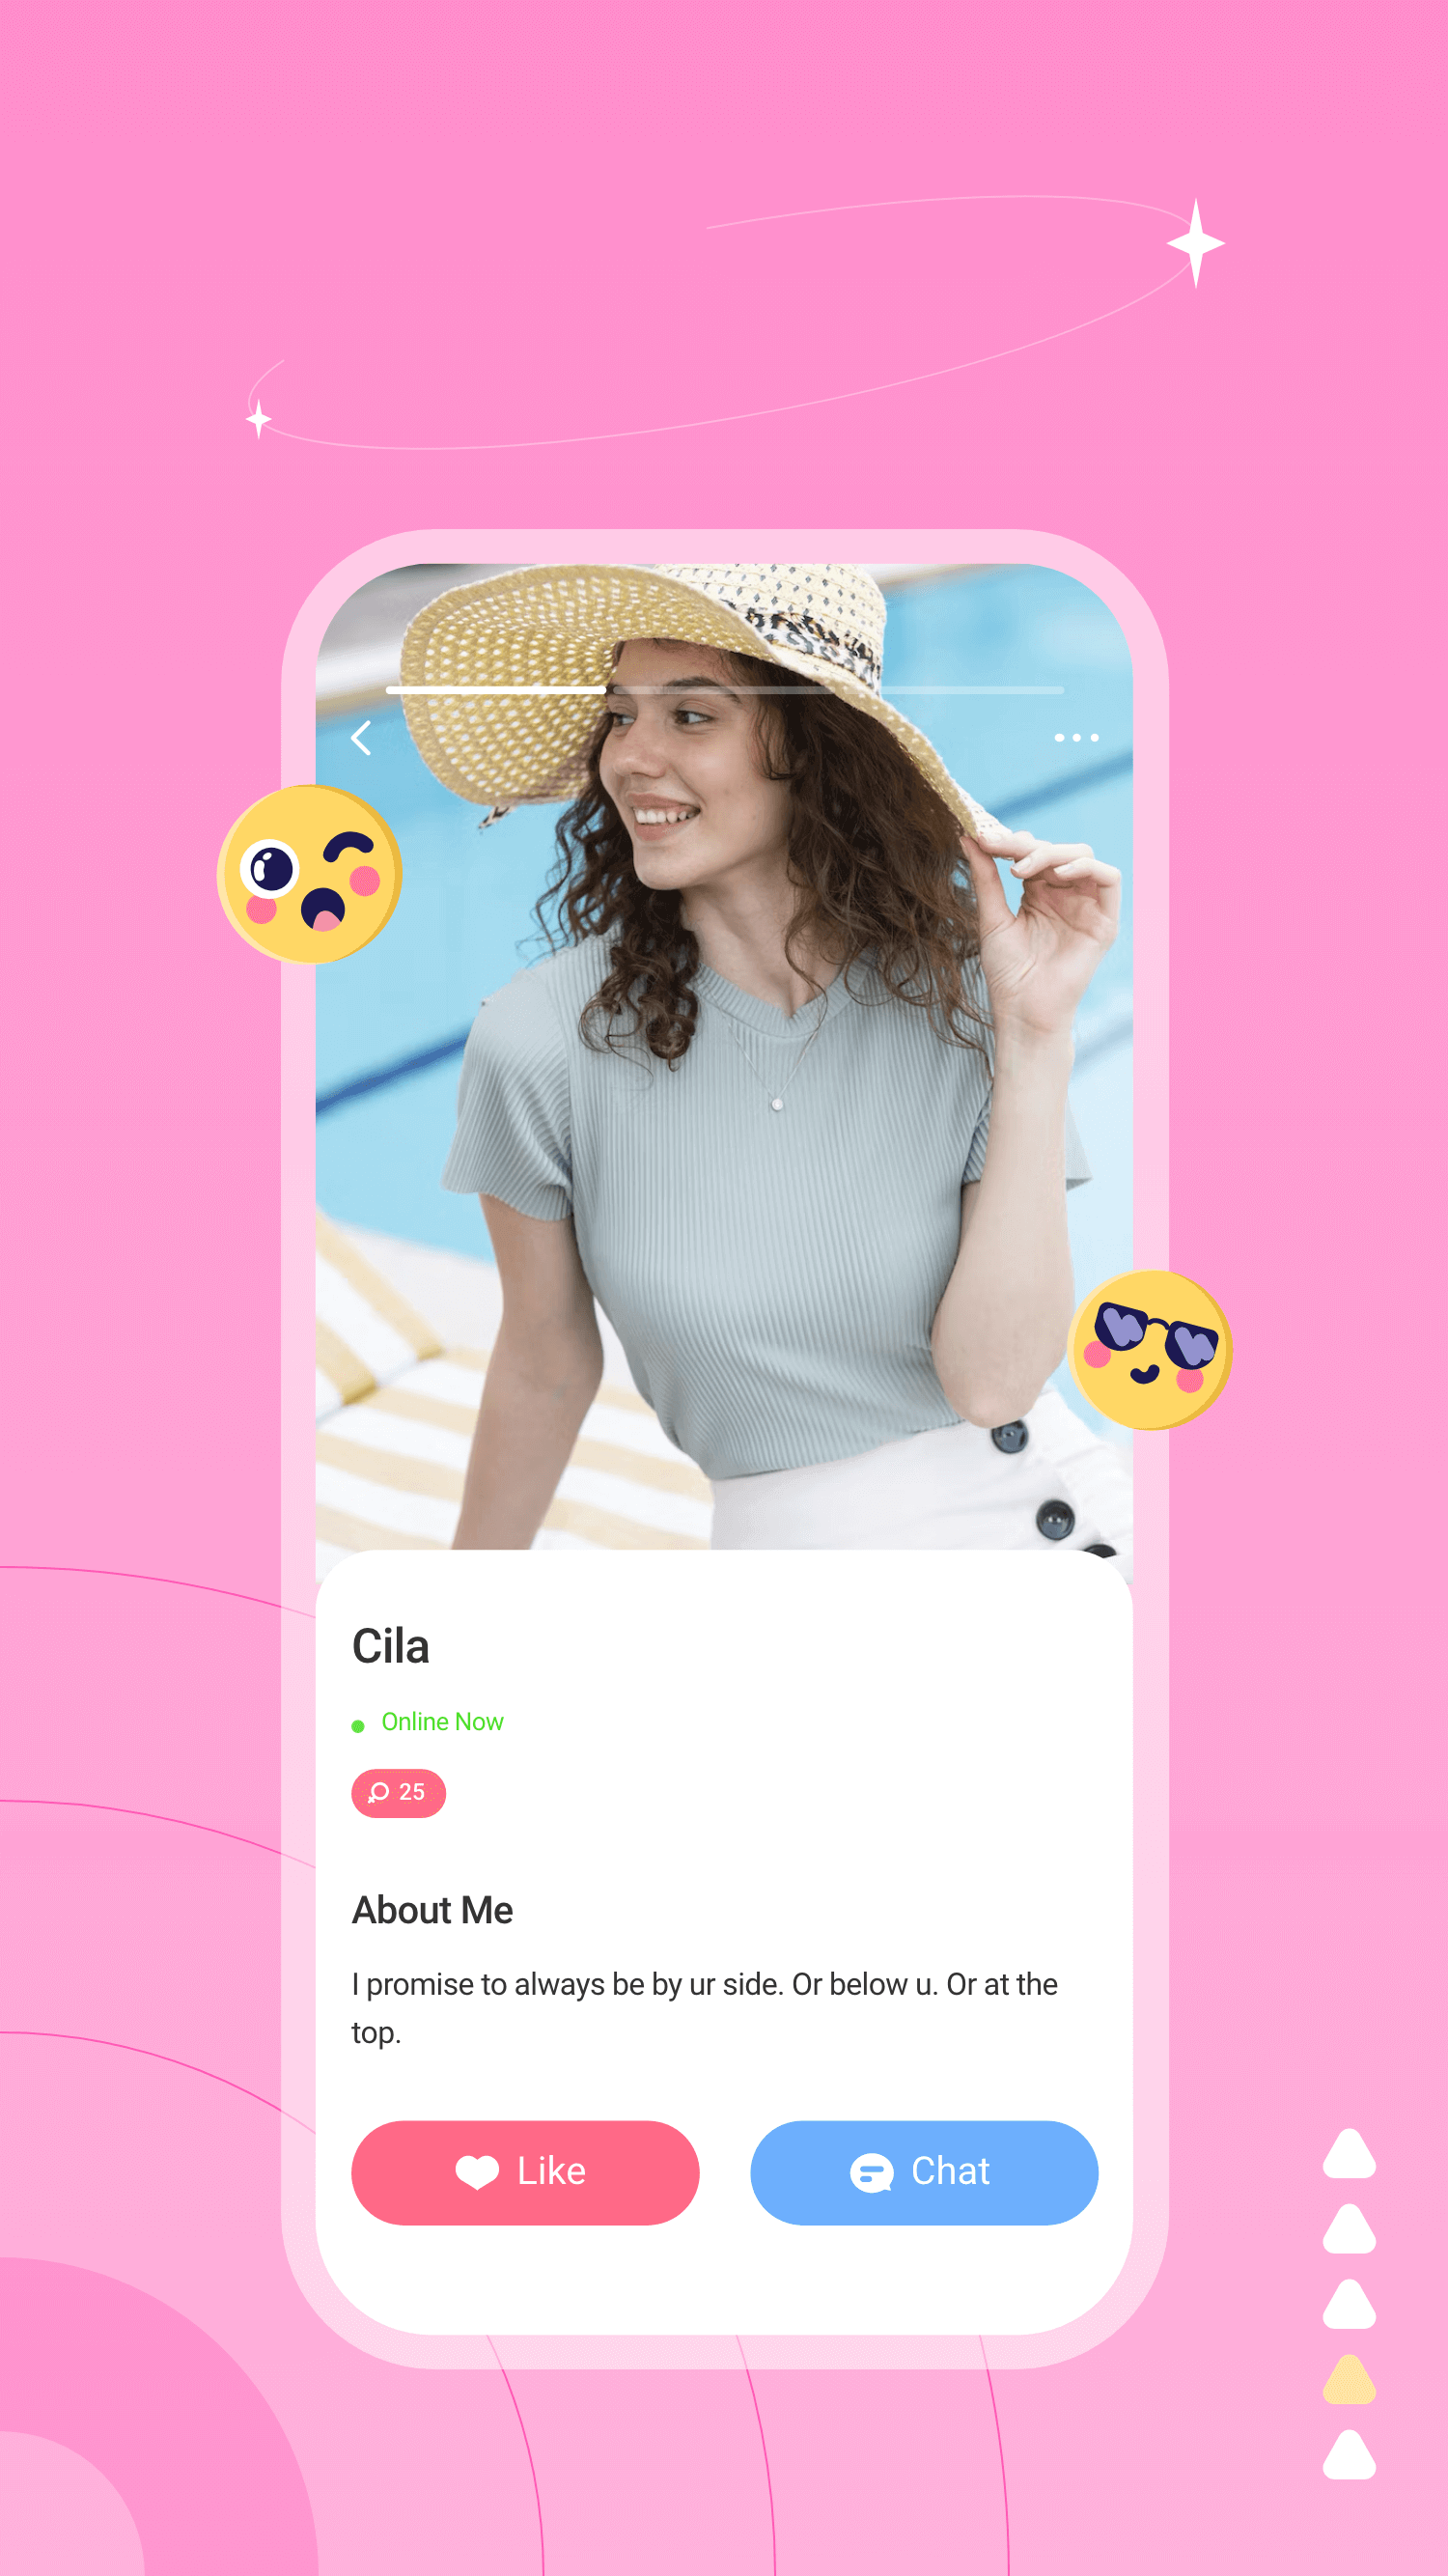 Cila
Online Now
25
About Me
I promise to always be by ur side. Or below u. Or at the
top.
Like
Chat